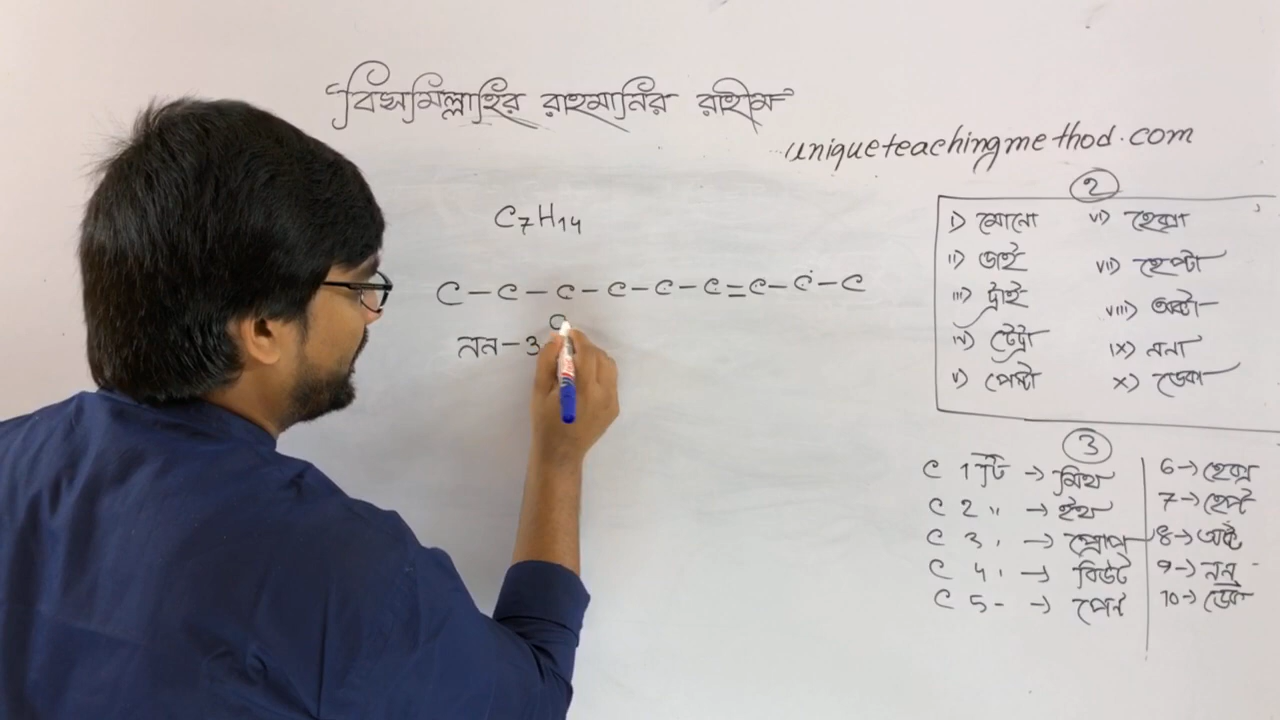 বিসমিল্লাহির রাহমানির রাহীম
uniqueteachingmethod.com
C7H14
C-C-C-C-C-C=C-C-C
নন-3
2
i) মোনো vi) হেক্সা
ii) ডাই vii) হেপ্টা
iii) ট্রাই viii) অক্টা
iv) টেট্রা ix) ননা
v) পেন্টা x) ডেকা
3
C 1টি → মিথ 6→ হেক্স
C 2 " → ইথ 7→ হেপ্ট
C 3 → প্রোপ 8→ অক্ট
C 4 → বিউট 9→ নন
C 5 - → পেন্ট 10→ ডেক